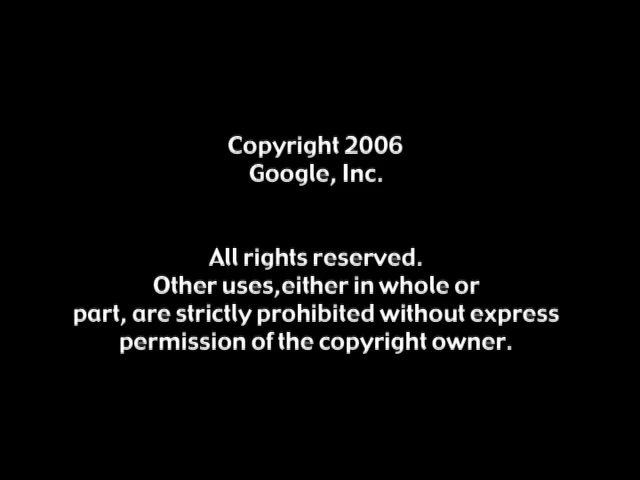 Copyright 2006
Google, Inc.
All rights reserved.
Other uses,either in whole or
part, are strictly prohibited without express
permission of the copyright owner.